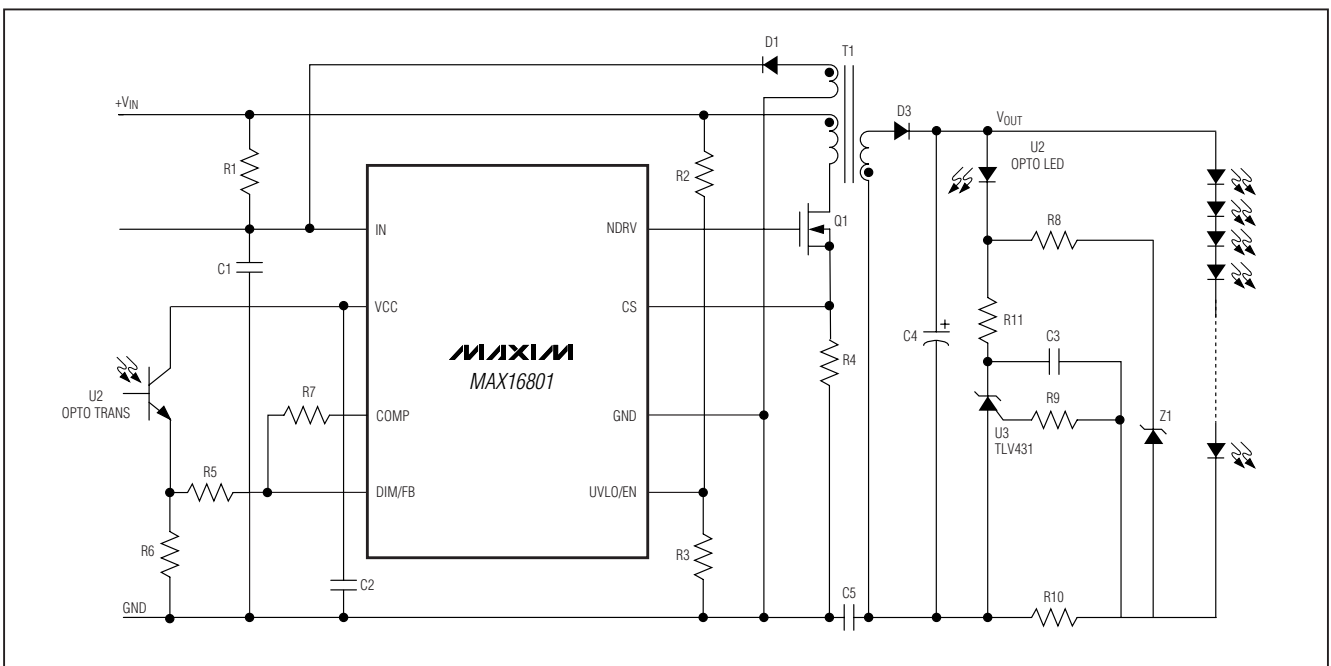 D1
T1
+VIN
D3
VOUT
U2
OPTO LED
R1
R2
Q1
R8
IN
NDRV
C1
VCC
CS
R11
C3
C4
R4
MAXIM
MAX16801
U2
OPTO TRANS
R7
COMP
GND
R9
Z1
U3
TLV431
R5
DIM/FB
UVLO/EN
R6
R3
C2
C5
R10
GND